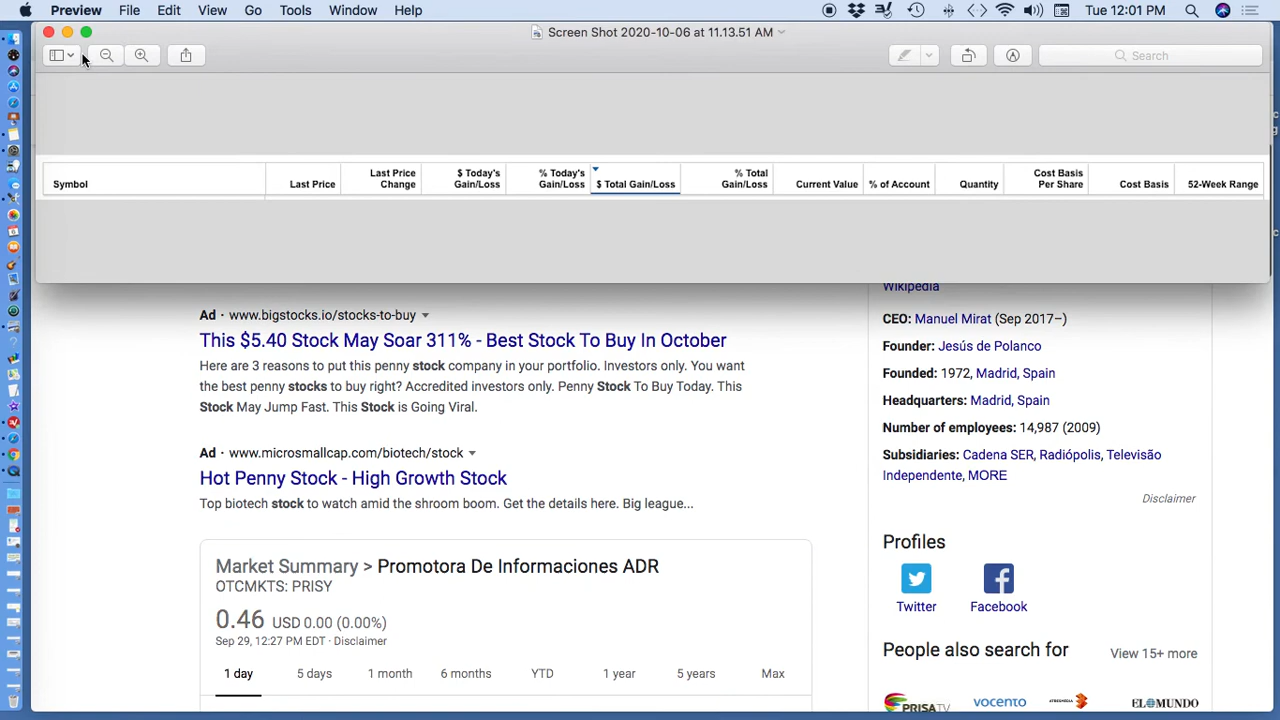 Preview File Edit View Go Tools Window Help Tue 12:01 PM
Screen Shot 2020-10-06 at 11.13.51 AM
Search
Symbol Last Price Last Price Change $ Today's Gain/Loss % Today's Gain/Loss $ Total Gain/Loss % Total Gain/Loss Current Value % of Account Quantity Cost Basis Per Share Cost Basis 52-Week Range
Wikipedia
CEO: Manuel Mirat (Sep 2017–)
Founder: Jesús de Polanco
Founded: 1972, Madrid, Spain
Headquarters: Madrid, Spain
Number of employees: 14,987 (2009)
Subsidiaries: Cadena SER, Radiópolis, Televisão
Independente, MORE
Disclaimer
Ad · www.bigstocks.io/stocks-to-buy
This $5.40 Stock May Soar 311% - Best Stock To Buy In October
Here are 3 reasons to put this penny stock company in your portfolio. Investors only. You want
the best penny stocks to buy right? Accredited investors only. Penny Stock To Buy Today. This
Stock May Jump Fast. This Stock is Going Viral.
Ad · www.microsmallcap.com/biotech/stock
Hot Penny Stock - High Growth Stock
Top biotech stock to watch amid the shroom boom. Get the details here. Big league...
Market Summary > Promotora De Informaciones ADR
OTCMKTS: PRISY
0.46 USD 0.00 (0.00%)
Sep 29, 12:27 PM EDT · Disclaimer
1 day 5 days 1 month 6 months YTD 1 year 5 years Max
Profiles
Twitter Facebook
People also search for View 15+ more
PRISA TV vocento ATRESMEDIA EL MUNDO